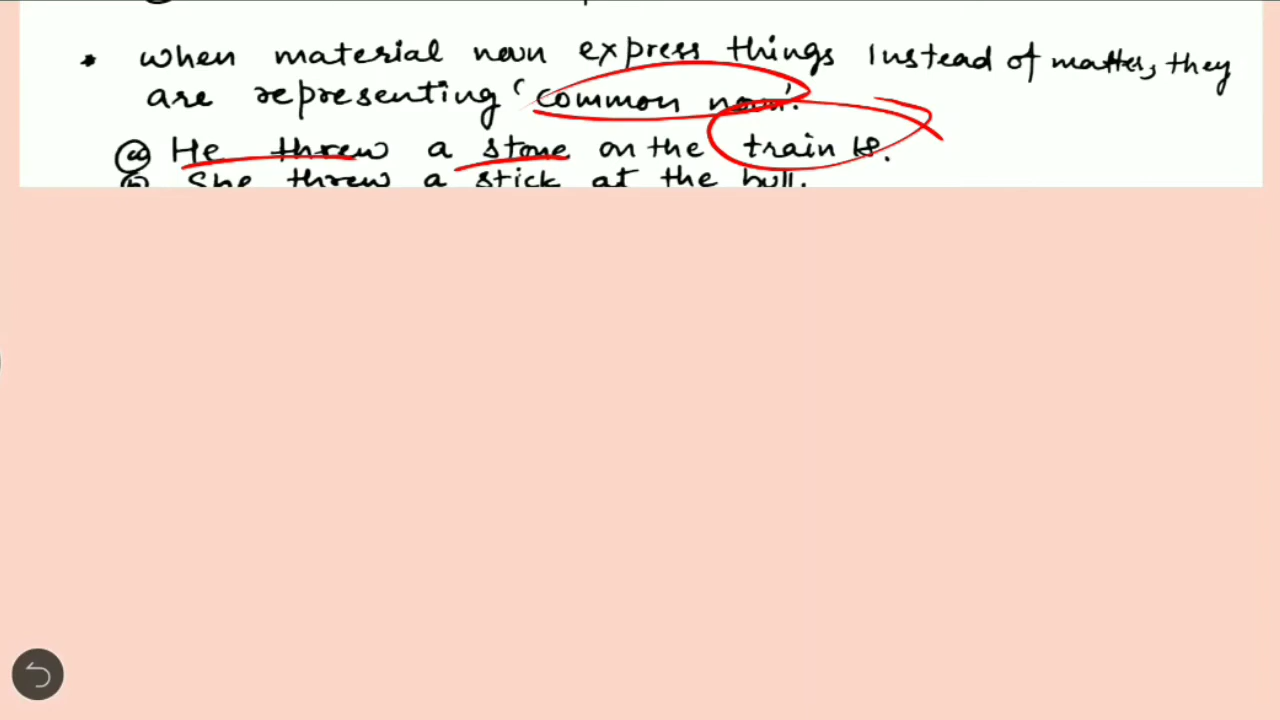 * when material noun express things instead of matter, they
are representing 'common noun'.
(a) He threw a stone on the train
(b) She threw a stick at the bull.